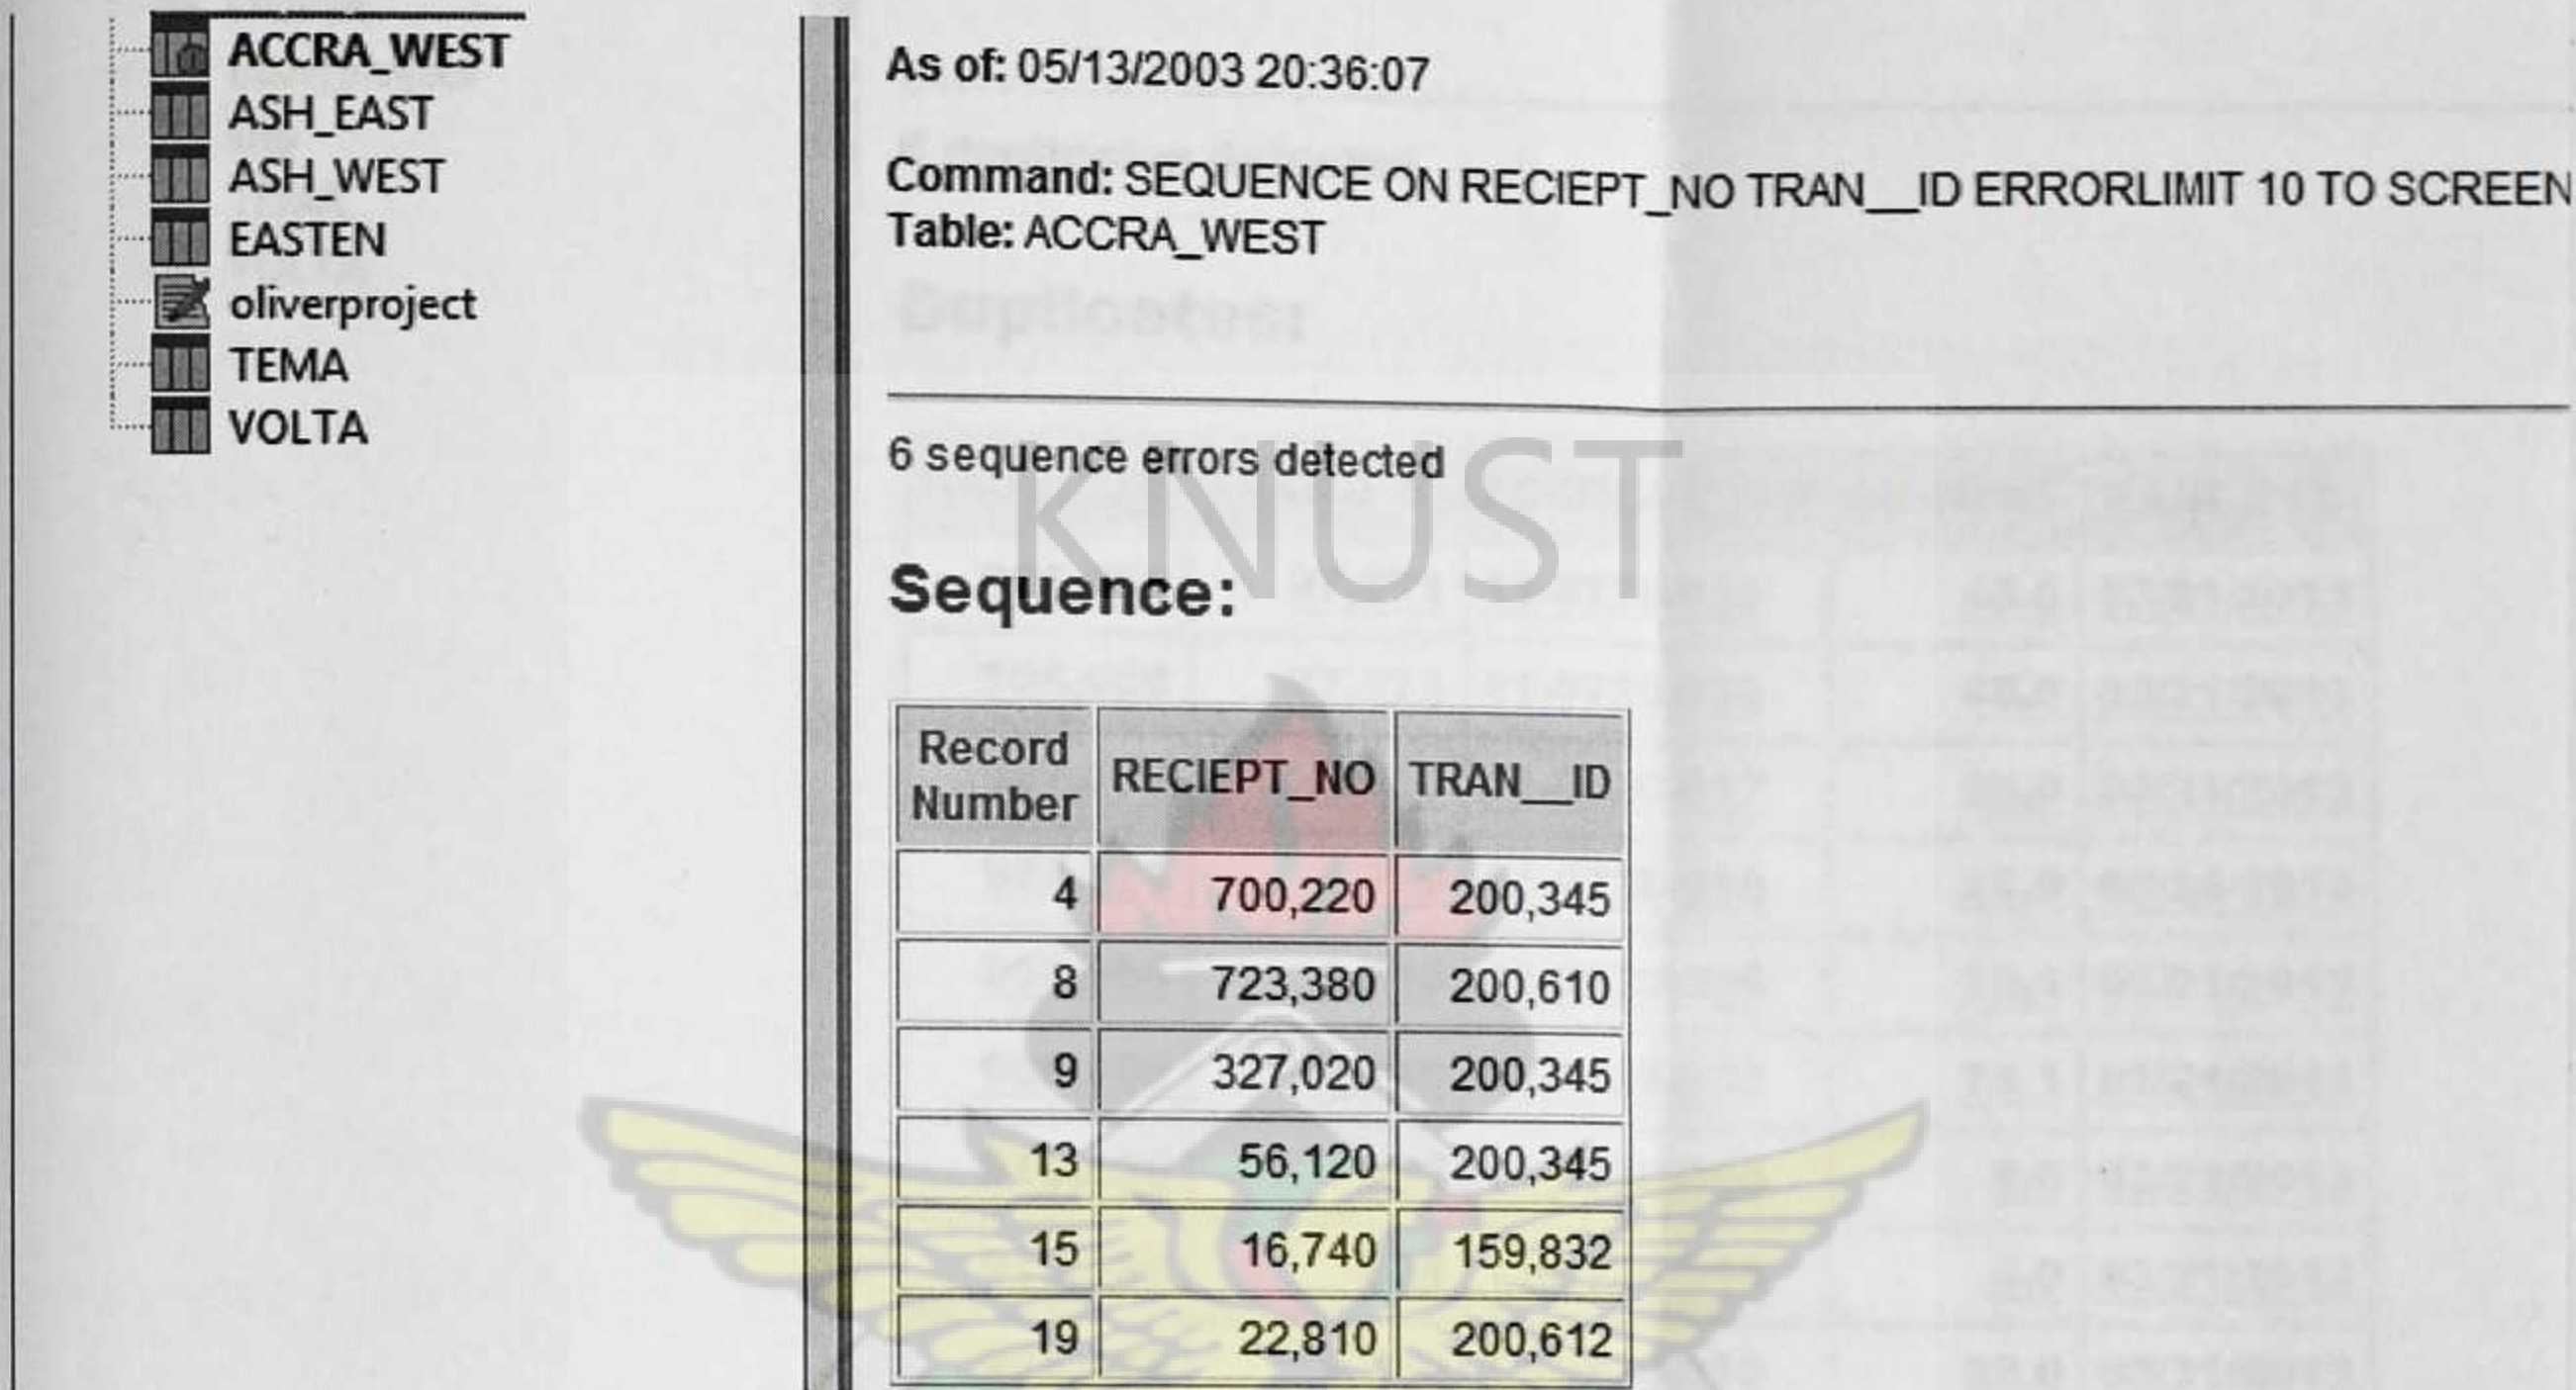 ACCRA_WEST
ASH_EAST
ASH_WEST
EASTEN
oliverproject
TEMA
VOLTA
As of: 05/13/2003 20:36:07
Command: SEQUENCE ON RECIEPT_NO TRAN__ID ERRORLIMIT 10 TO SCREEN
Table: ACCRA_WEST
Duplicates:
6 sequence errors detected
KNUST
Sequence:
Record Number RECIEPT_NO TRAN__ID
4 700,220 200,345
8 723,380 200,610
9 327,020 200,345
13 56,120 200,345
15 16,740 159,832
19 22,810 200,612